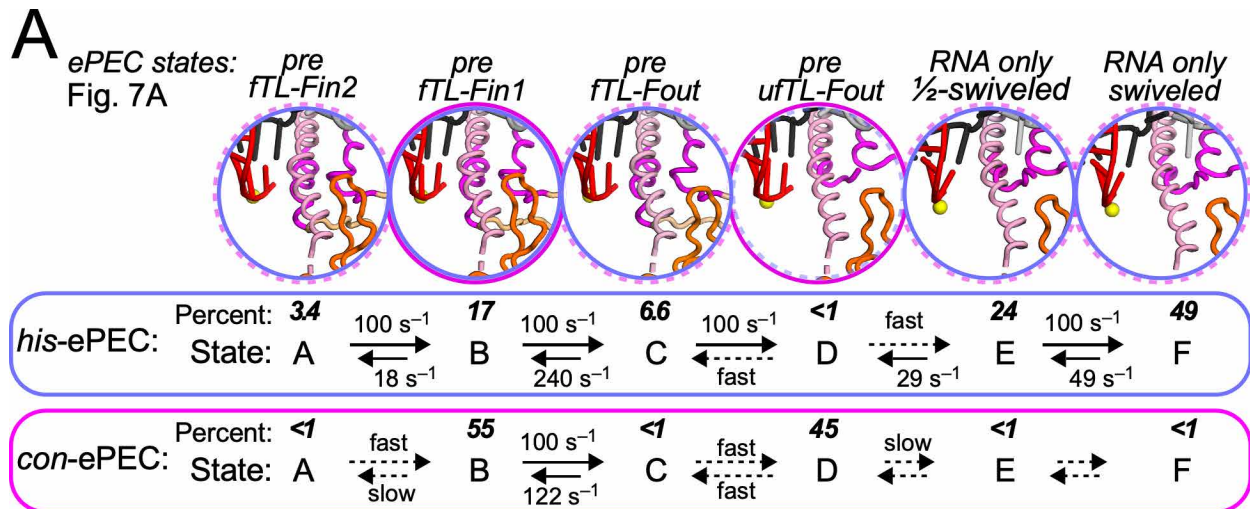 A
ePEC states:
Fig. 7A
pre
fTL-Fin2
pre
fTL-Fin1
pre
fTL-Fout
pre
ufTL-Fout
RNA only
½-swiveled
RNA only
swiveled
his-ePEC:
Percent: 3.4 17 6.6 <1 24 49
100 s⁻¹ 100 s⁻¹ 100 s⁻¹ fast 100 s⁻¹
State: A B C D E F
18 s⁻¹ 240 s⁻¹ fast 29 s⁻¹ 49 s⁻¹
con-ePEC:
Percent: <1 55 <1 45 <1 <1
fast 100 s⁻¹ fast slow
State: A B C D E F
slow 122 s⁻¹ fast